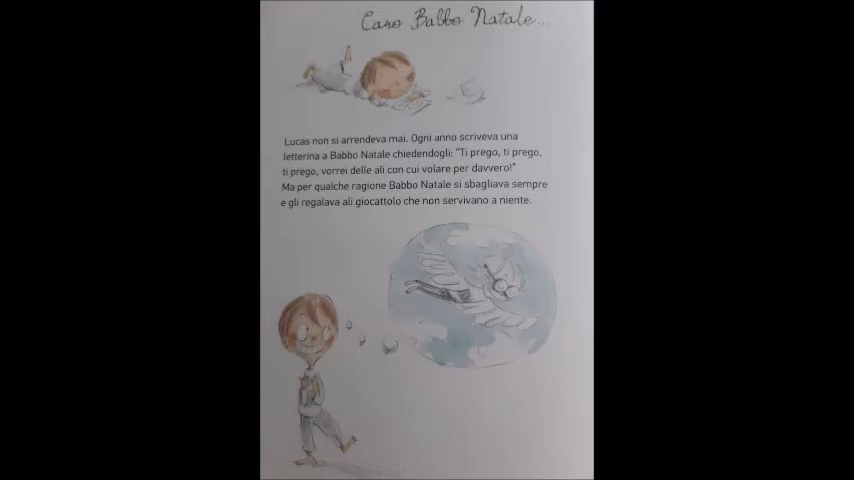 Caro Babbo Natale...
Lucas non si arrendeva mai. Ogni anno scriveva una
letterina a Babbo Natale chiedendogli: "Ti prego, ti prego,
ti prego, vorrei delle ali con cui volare per davvero!"
Ma per qualche ragione Babbo Natale si sbagliava sempre
e gli regalava ali giocattolo che non servivano a niente.